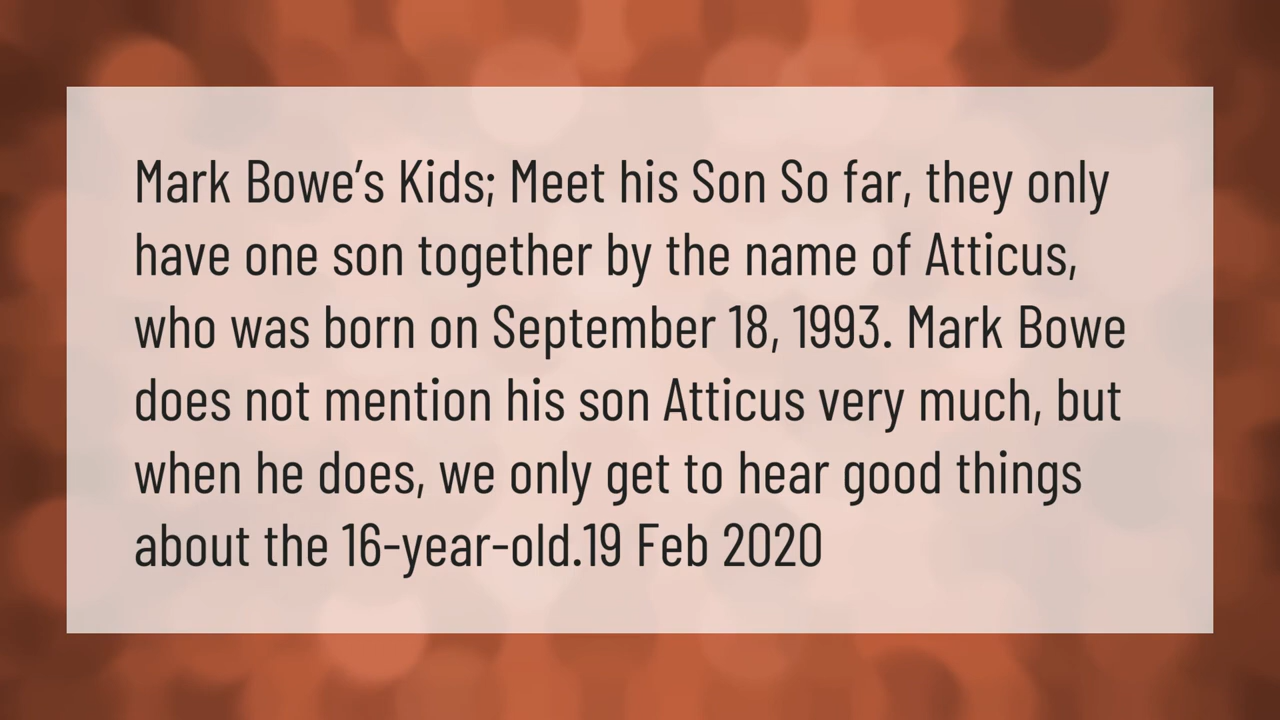 Mark Bowe’s Kids; Meet his Son So far, they only
have one son together by the name of Atticus,
who was born on September 18, 1993. Mark Bowe
does not mention his son Atticus very much, but
when he does, we only get to hear good things
about the 16-year-old.19 Feb 2020